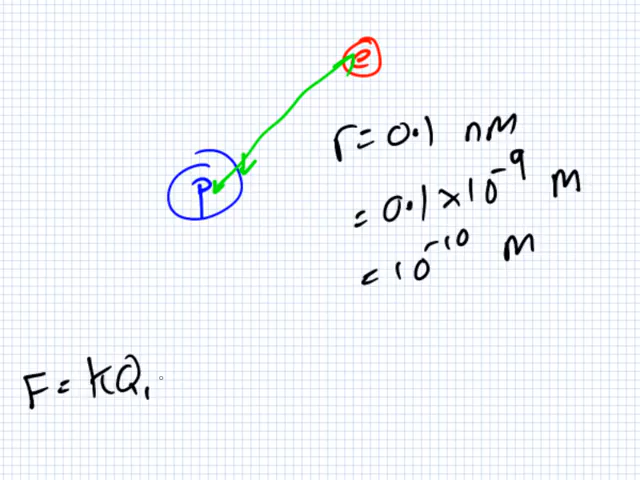 e
P
r = 0.1 nM
= 0.1 × 10⁻⁹ M
= 10⁻¹⁰ M
F = kQ₁